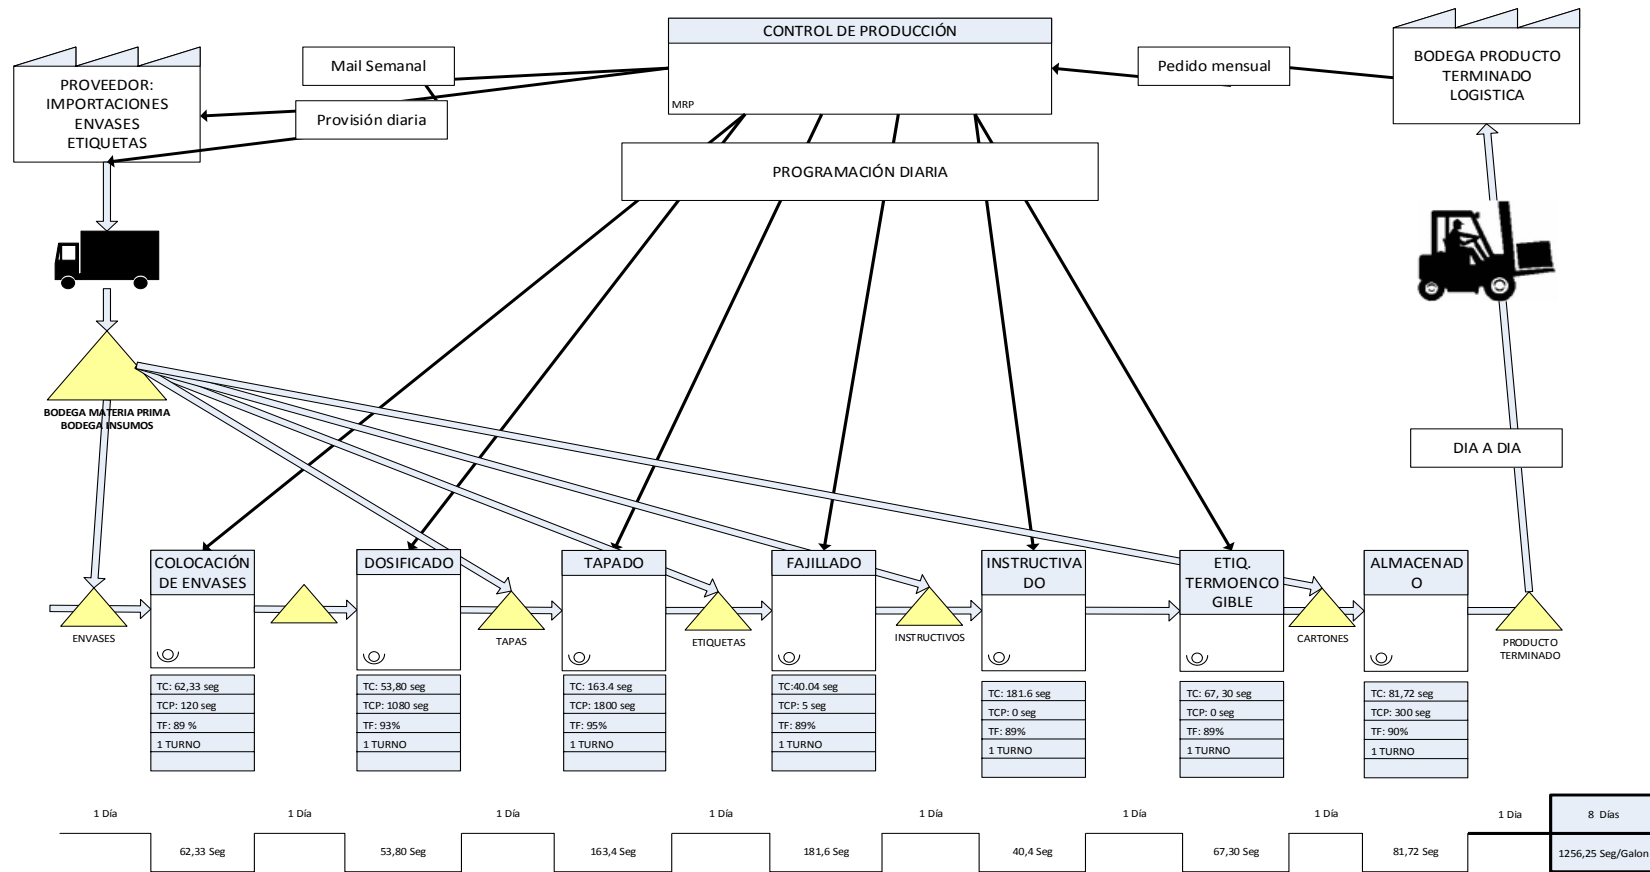 CONTROL DE PRODUCCIÓN
MRP
Mail Semanal
Provisión diaria
PROVEEDOR:
IMPORTACIONES
ENVASES
ETIQUETAS
Pedido mensual
BODEGA PRODUCTO
TERMINADO
LOGISTICA
PROGRAMACIÓN DIARIA
BODEGA MATERIA PRIMA
BODEGA INSUMOS
DIA A DIA
ENVASES
COLOCACIÓN
DE ENVASES
TC: 62,33 seg
TCP: 120 seg
TF: 89 %
1 TURNO
DOSIFICADO
TC: 53,80 seg
TCP: 1080 seg
TF: 93%
1 TURNO
TAPAS
TAPADO
TC: 163.4 seg
TCP: 1800 seg
TF: 95%
1 TURNO
ETIQUETAS
FAJILLADO
TC:40.04 seg
TCP: 5 seg
TF: 89%
1 TURNO
INSTRUCTIVOS
INSTRUCTIVA
DO
TC: 181.6 seg
TCP: 0 seg
TF: 89%
1 TURNO
ETIQ.
TERMOENCO
GIBLE
TC: 67, 30 seg
TCP: 0 seg
TF: 89%
1 TURNO
CARTONES
ALMACENAD
O
TC: 81,72 seg
TCP: 300 seg
TF: 90%
1 TURNO
PRODUCTO
TERMINADO
1 Día
1 Día
1 Día
1 Día
1 Día
1 Día
1 Día
1 Dia
8 Días
62,33 Seg
53,80 Seg
163,4 Seg
181,6 Seg
40,4 Seg
67,30 Seg
81,72 Seg
1256,25 Seg/Galon